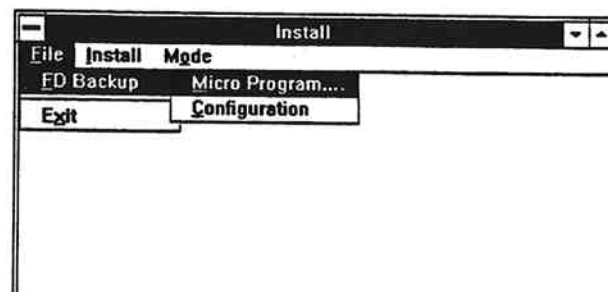 Install
File Install Mode
FD Backup Micro Program....
Exit Configuration